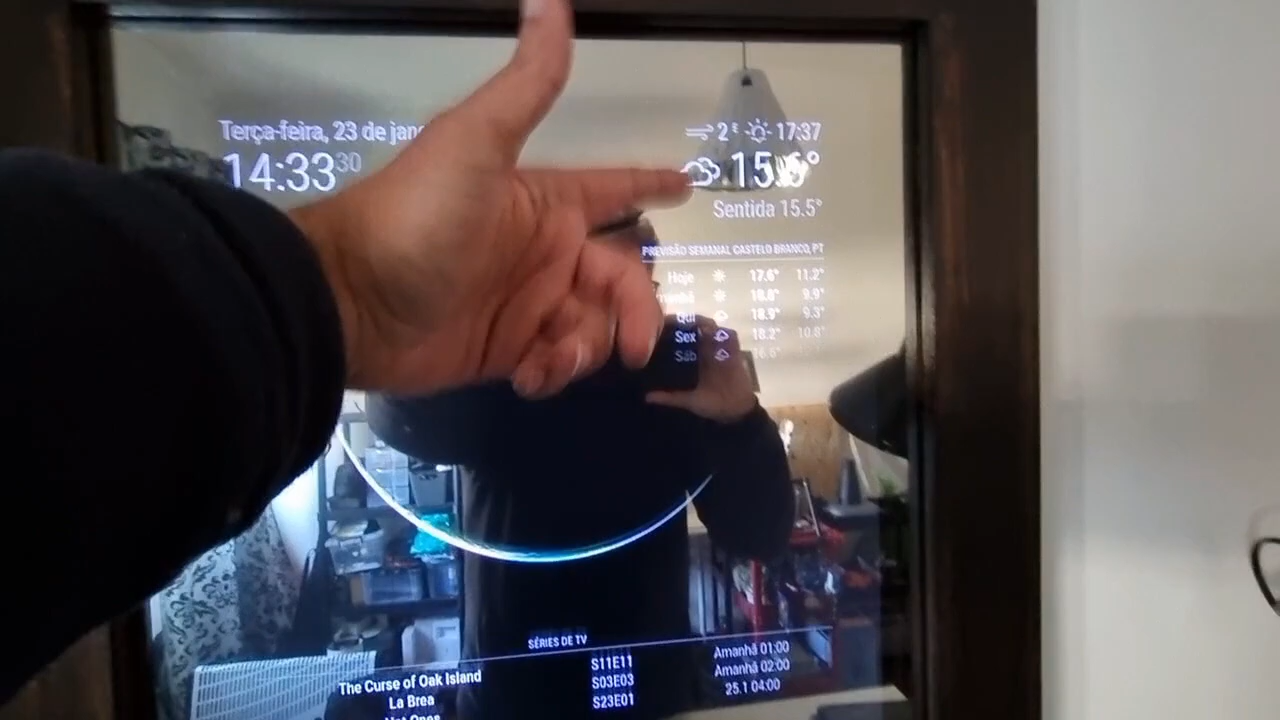 Terça-feira, 23 de jan
14:33 30
2 E 17:37
15.6°
Sentida 15.5°
PREVISÃO SEMANAL CASTELO BRANCO, PT
Hoje 17.6° 11.2°
18.8° 9.9°
Qui 18.9° 9.3°
Sex 18.2° 10.8°
Sáb
SÉRIES DE TV
The Curse of Oak Island S11E11 Amanhã 01:00
La Brea S03E03 Amanhã 02:00
S23E01 25.1 04:00